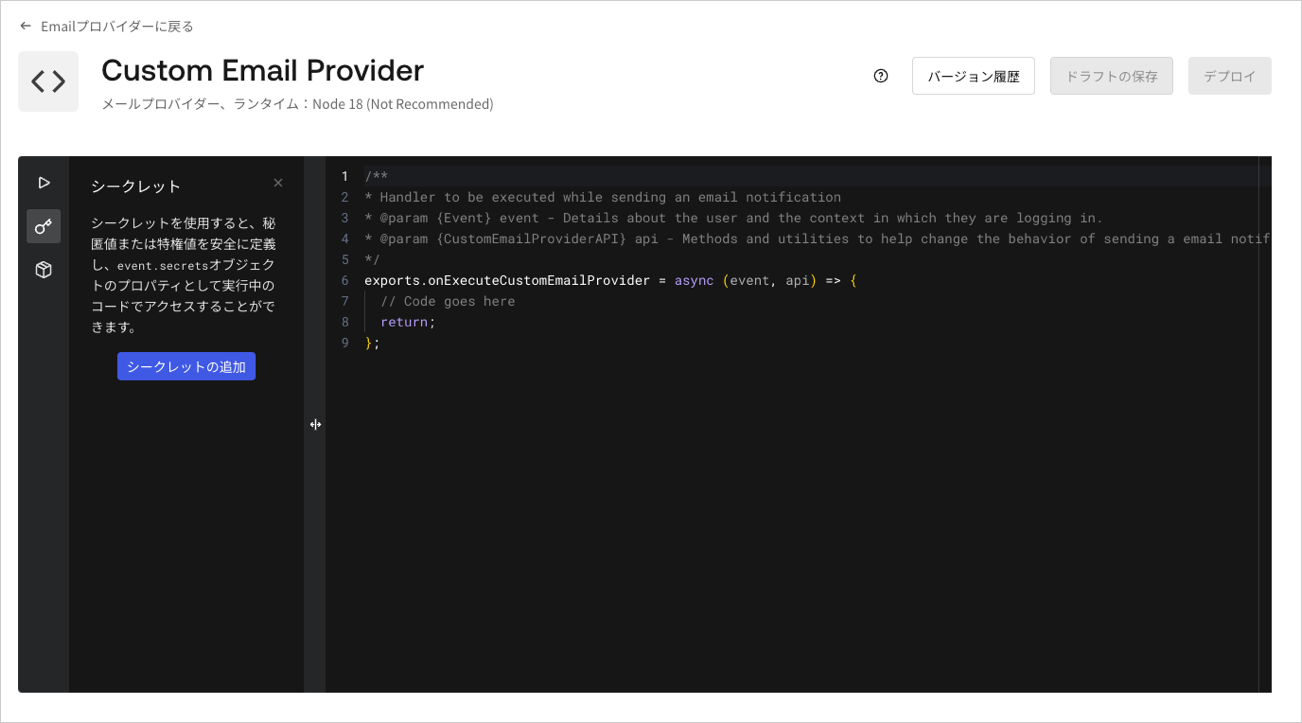 Emailプロバイダーに戻る
Custom Email Provider
メールプロバイダー、ランタイム：Node 18 (Not Recommended)
バージョン履歴
ドラフトの保存
デプロイ
シークレット
シークレットを使用すると、秘
匿値または特権値を安全に定義
し、event.secretsオブジェク
トのプロパティとして実行中の
コードでアクセスすることがで
きます。
シークレットの追加
1 /**
2 * Handler to be executed while sending an email notification
3 * @param {Event} event - Details about the user and the context in which they are logging in.
4 * @param {CustomEmailProviderAPI} api - Methods and utilities to help change the behavior of sending a email notif
5 */
6 exports.onExecuteCustomEmailProvider = async (event, api) => {
7 // Code goes here
8 return;
9 };